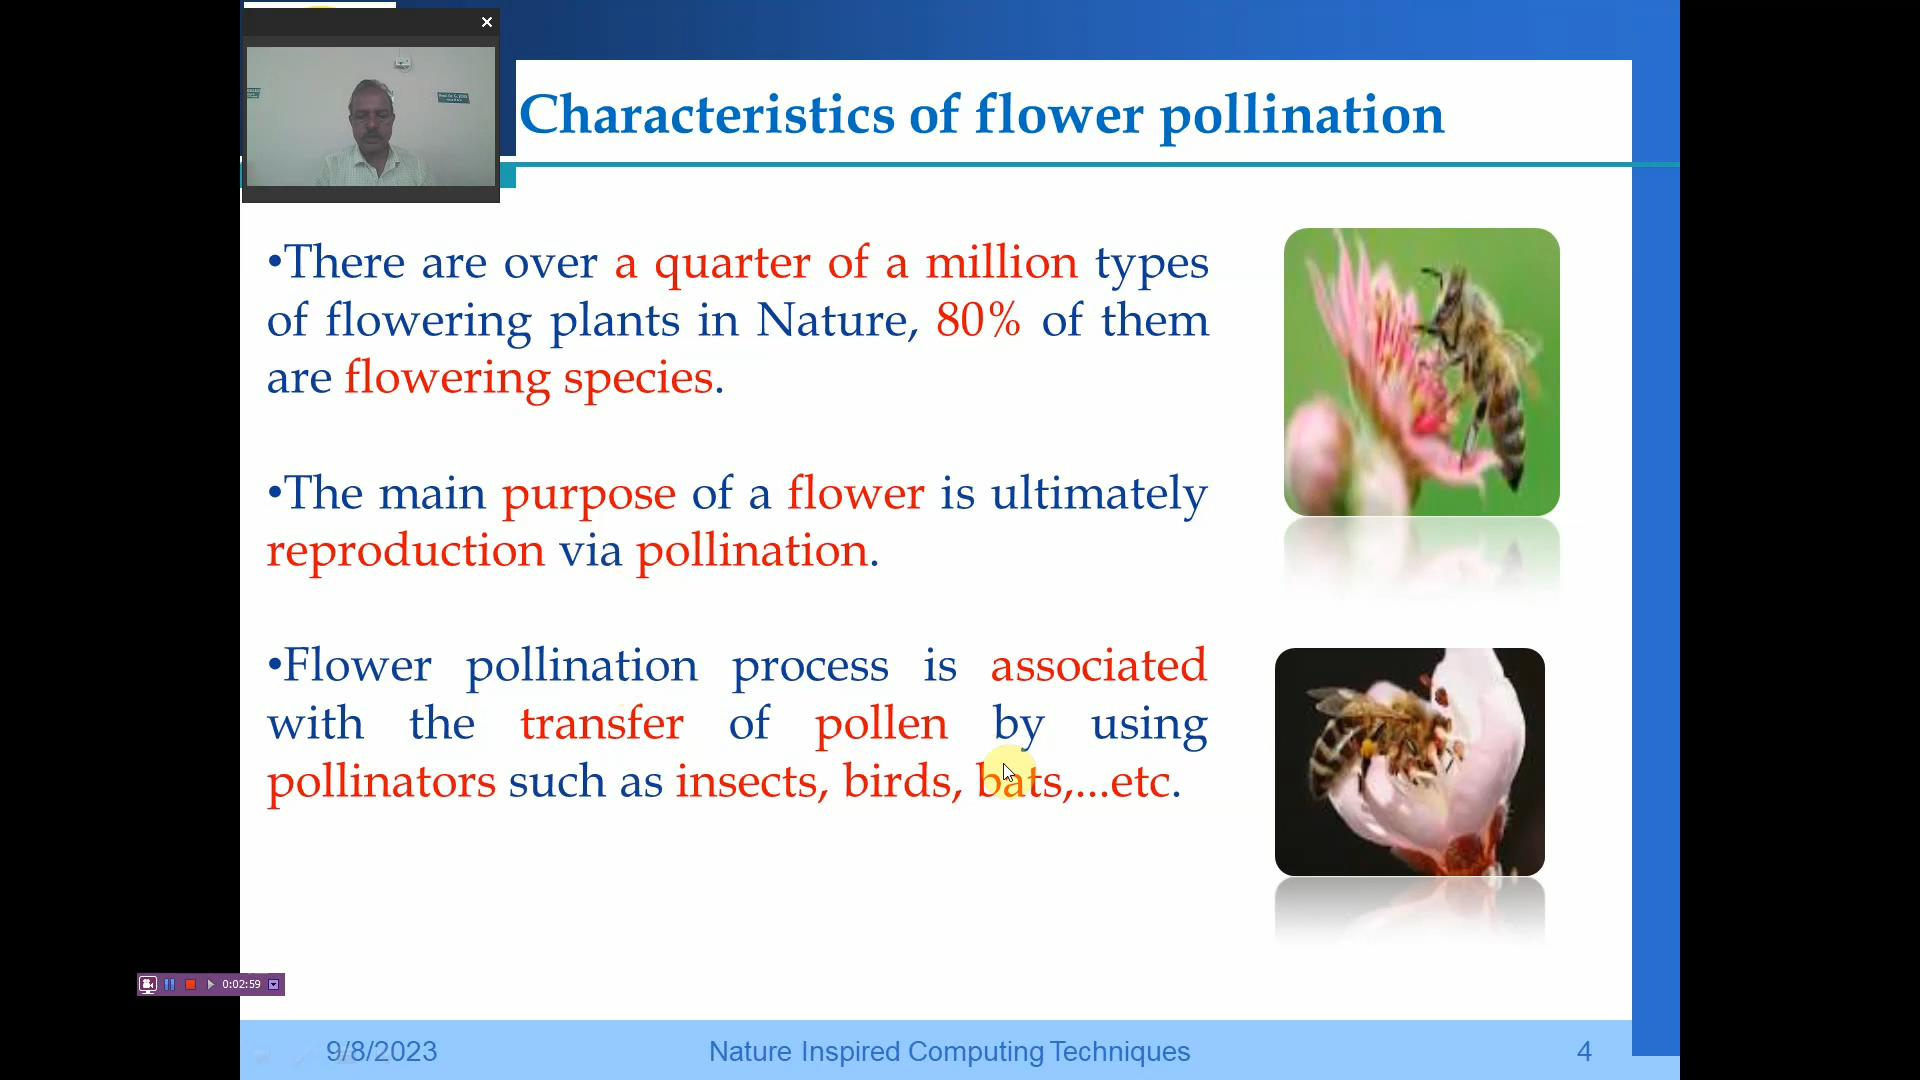 Characteristics of flower pollination
•There are over a quarter of a million types
of flowering plants in Nature, 80% of them
are flowering species.
•The main purpose of a flower is ultimately
reproduction via pollination.
•Flower pollination process is associated
with the transfer of pollen by using
pollinators such as insects, birds, bats,...etc.
0:02:59
9/8/2023
Nature Inspired Computing Techniques
4